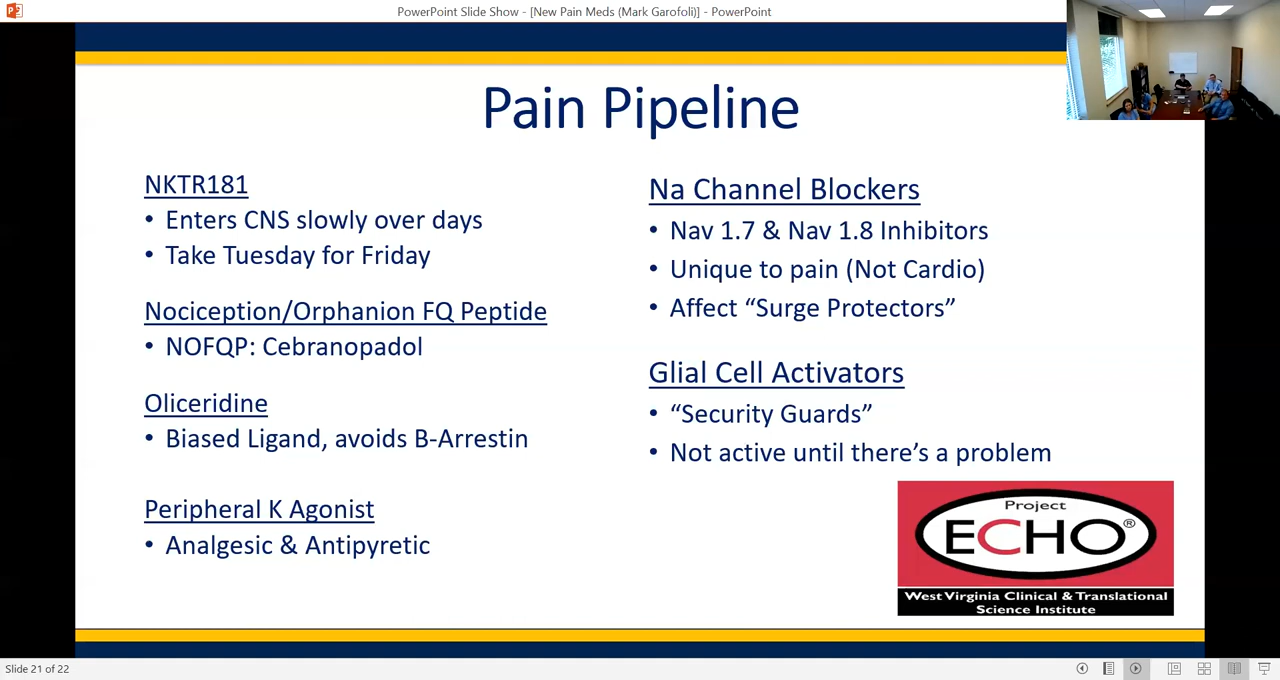 PowerPoint Slide Show - [New Pain Meds (Mark Garofoli)] - PowerPoint
Pain Pipeline
NKTR181
• Enters CNS slowly over days
• Take Tuesday for Friday
Nociception/Orphanion FQ Peptide
• NOFQP: Cebranopadol
Oliceridine
• Biased Ligand, avoids B-Arrestin
Peripheral K Agonist
• Analgesic & Antipyretic
Na Channel Blockers
• Nav 1.7 & Nav 1.8 Inhibitors
• Unique to pain (Not Cardio)
• Affect “Surge Protectors”
Glial Cell Activators
• “Security Guards”
• Not active until there’s a problem
Project
ECHO®
West Virginia Clinical & Translational
Science Institute
Slide 21 of 22